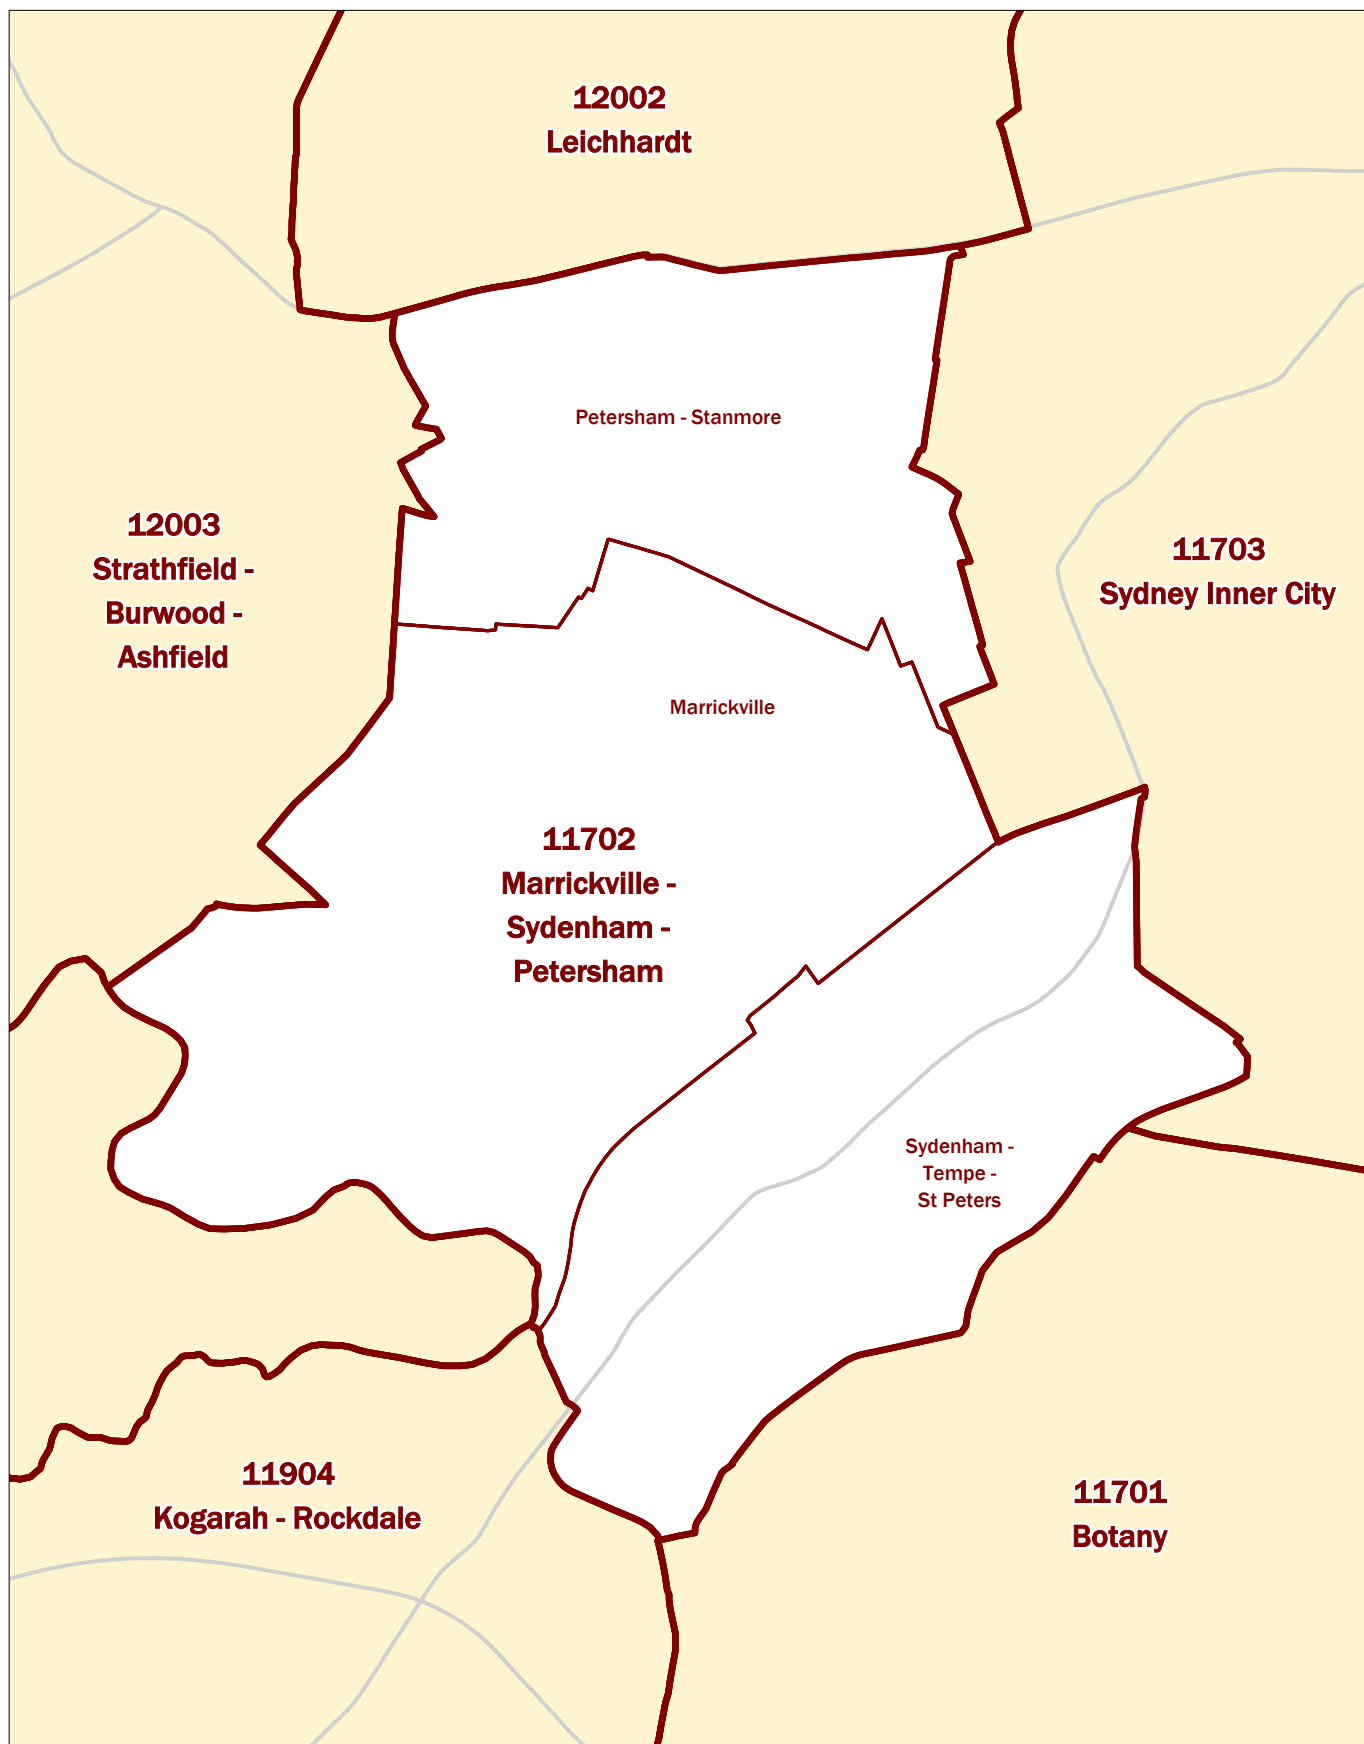 12002
Leichhardt
Petersham - Stanmore
12003
Strathfield -
Burwood -
Ashfield
11703
Sydney Inner City
Marrickville
11702
Marrickville -
Sydenham -
Petersham
Sydenham -
Tempe -
St Peters
11904
Kogarah - Rockdale
11701
Botany